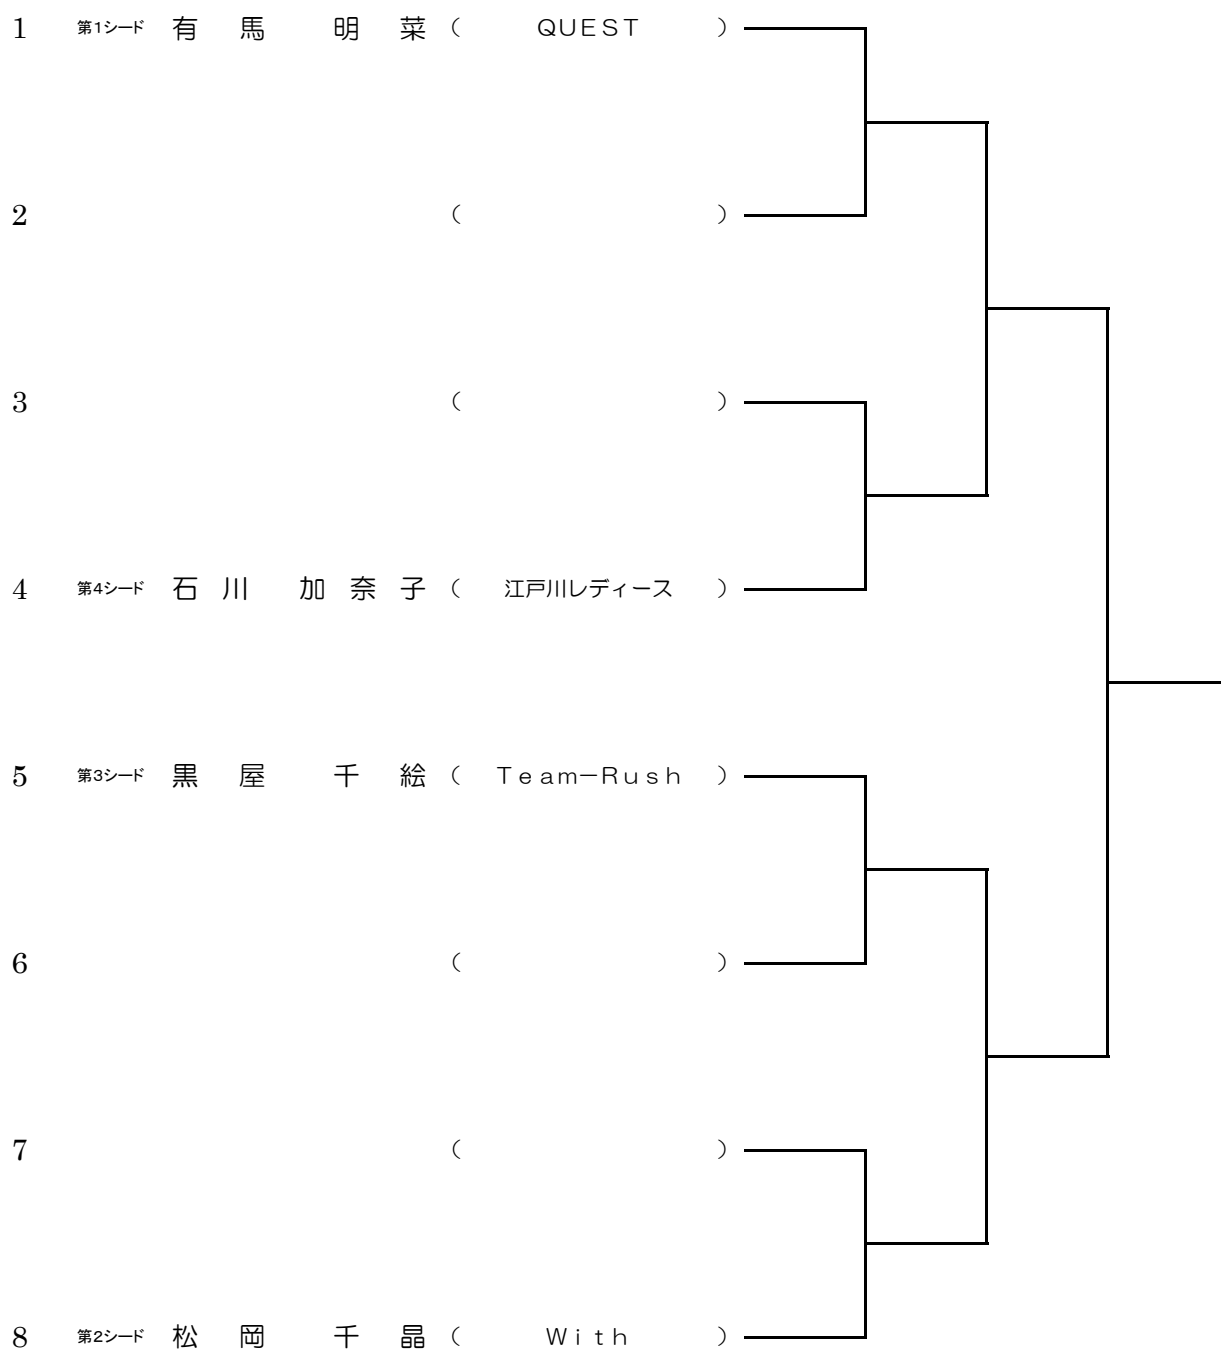 1 第1シード 有馬 明菜 （ QUEST ）
2 （ ）
3 （ ）
4 第4シード 石川 加奈子 （ 江戸川レディース ）
5 第3シード 黒屋 千絵 （ Team－Rush ）
6 （ ）
7 （ ）
8 第2シード 松岡 千晶 （ With ）